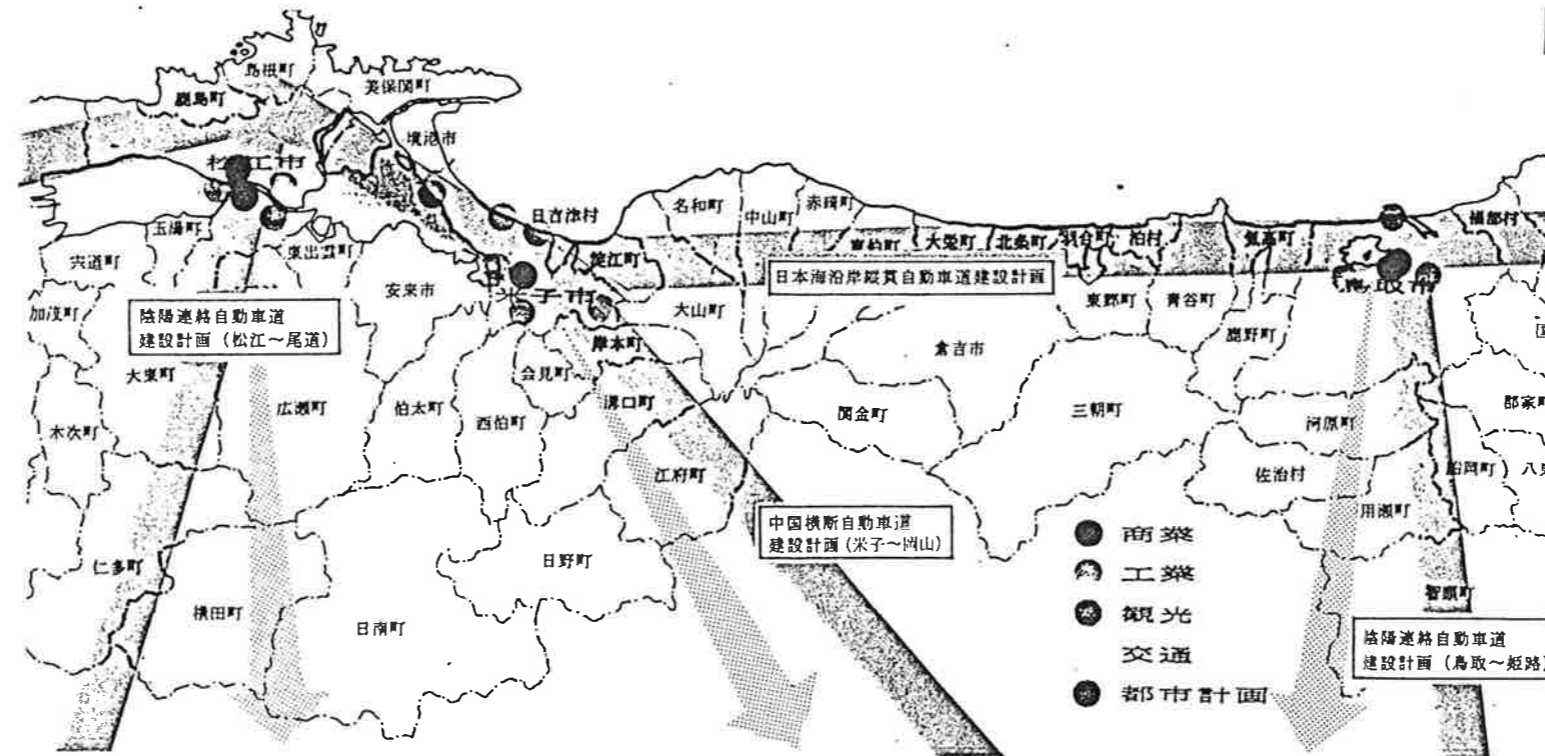 島根町
鹿島町
美保関町
境港市
松江市
日吉津村
名和町
中山町
赤碕町
玉湯町
東出雲町
宍道町
安来市
淀江町
東伯町
大栄町
北条町
羽合町
泊村
気高町
福部村
日本海沿岸縦貫自動車道建設計画
米子市
鳥取市
加茂町
陰陽連絡自動車道
建設計画（松江～尾道）
大山町
東郷町
青谷町
鹿野町
岸本町
倉吉市
大東町
会見町
広瀬町
伯太町
西伯町
溝口町
関金町
三朝町
河原町
郡家町
木次町
江府町
佐治村
船岡町
用瀬町
中国横断自動車道
建設計画（米子～岡山）
商業
工業
観光
交通
都市計画
仁多町
日野町
横田町
日南町
智頭町
陰陽連絡自動車道
建設計画（鳥取～姫路）